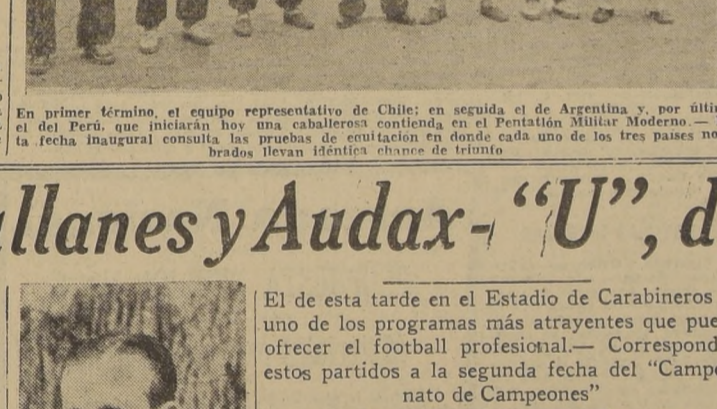 En primer término, el equipo representativo de Chile; en seguida el de Argentina y, por
el del Perú, que iniciarán hoy una caballerosa contienda en el Pentatlón Militar Moderno.—
ta fecha inaugural consulta las pruebas de equitación en donde cada uno de los tres países no
brados llevan idéntica chance de triunfo
llanes y Audax- "U", d
El de esta tarde en el Estadio de Carabineros
uno de los programas más atrayentes que pue
ofrecer el football profesional.— Correspond
estos partidos a la segunda fecha del "Campe
nato de Campeones"